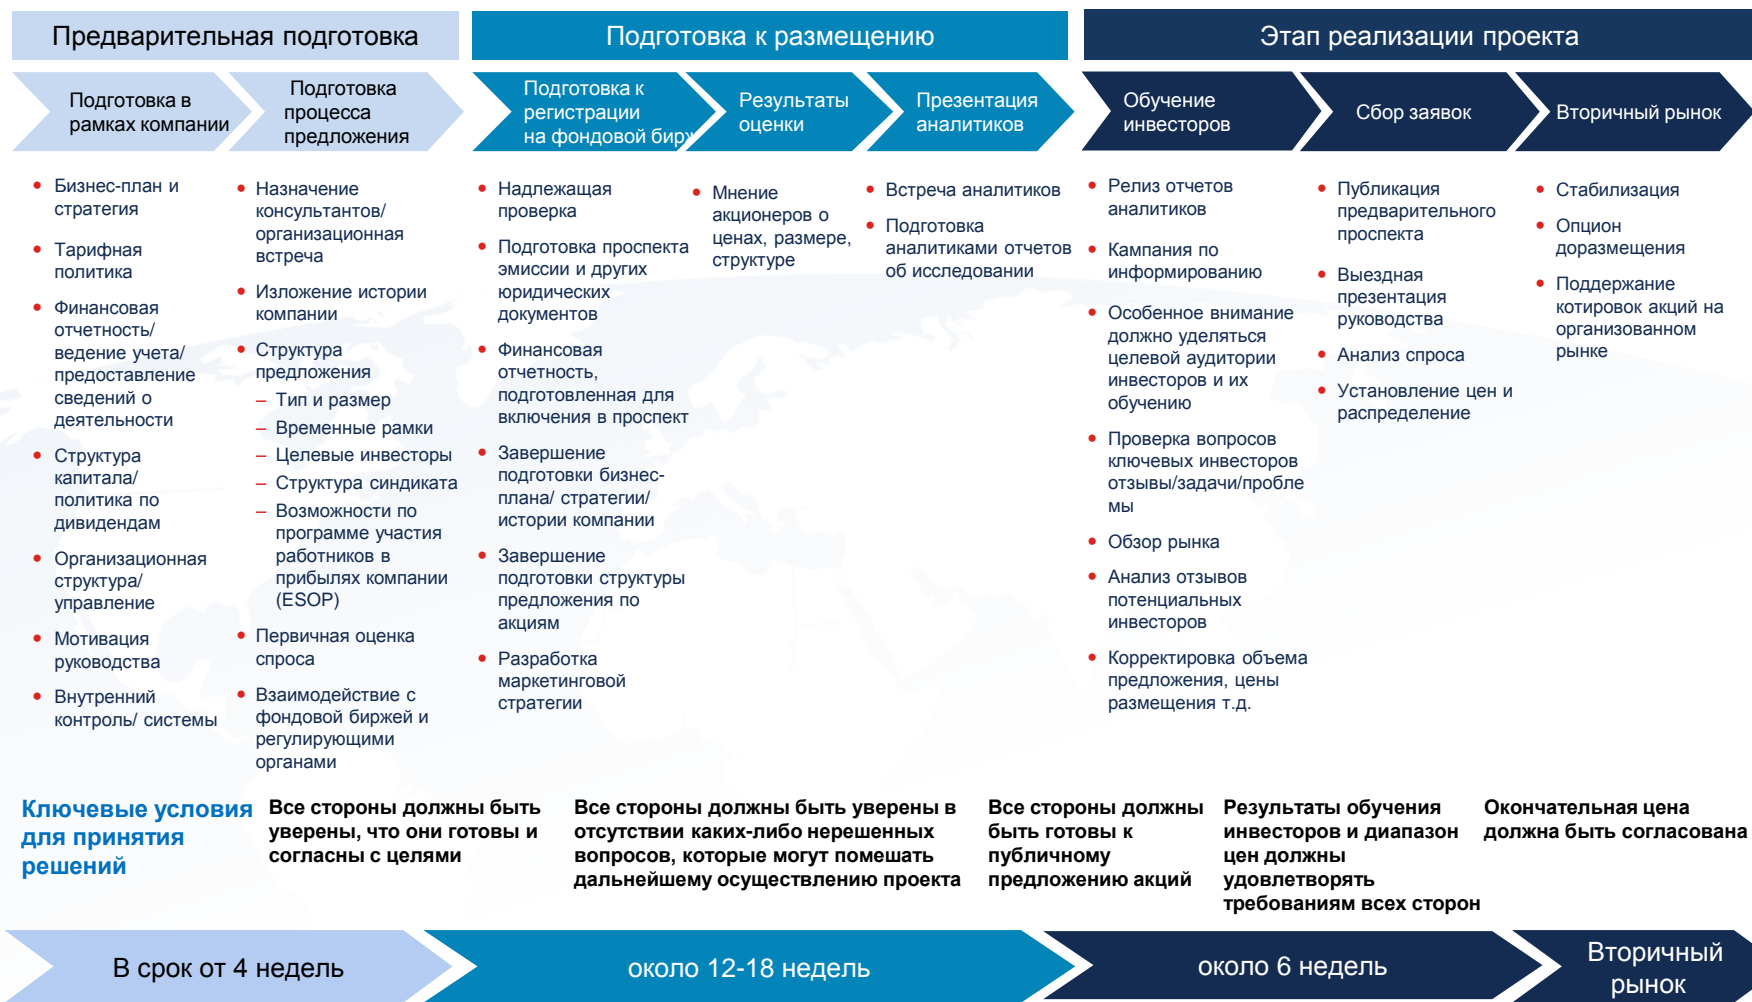 Предварительная подготовка
Подготовка к размещению
Этап реализации проекта
Подготовка в
рамках компании
Подготовка
процесса
предложения
Подготовка к
регистрации
на фондовой бирж
Результаты
оценки
Презентация
аналитиков
Обучение
инвесторов
Сбор заявок
Вторичный рынок
• Бизнес-план и
стратегия
• Тарифная
политика
• Финансовая
отчетность/
ведение учета/
предоставление
сведений о
деятельности
• Структура
капитала/
политика по
дивидендам
• Организационная
структура/
управление
• Мотивация
руководства
• Внутренний
контроль/ системы
• Назначение
консультантов/
организационная
встреча
• Изложение истории
компании
• Структура
предложения
– Тип и размер
– Временные рамки
– Целевые инвесторы
– Структура синдиката
– Возможности по
программе участия
работников в
прибылях компании
(ESOP)
• Первичная оценка
спроса
• Взаимодействие с
фондовой биржей и
регулирующими
органами
• Надлежащая
проверка
• Подготовка проспекта
эмиссии и других
юридических
документов
• Финансовая
отчетность,
подготовленная для
включения в проспект
• Завершение
подготовки бизнес-
плана/ стратегии/
истории компании
• Завершение
подготовки структуры
предложения по
акциям
• Разработка
маркетинговой
стратегии
• Мнение
акционеров о
ценах, размере,
структуре
• Встреча аналитиков
• Подготовка
аналитиками отчетов
об исследовании
• Релиз отчетов
аналитиков
• Кампания по
информированию
• Особенное внимание
должно уделяться
целевой аудитории
инвесторов и их
обучению
• Проверка вопросов
ключевых инвесторов
отзывы/задачи/пробле
мы
• Обзор рынка
• Анализ отзывов
потенциальных
инвесторов
• Корректировка объема
предложения, цены
размещения т.д.
• Публикация
предварительного
проспекта
• Выездная
презентация
руководства
• Анализ спроса
• Установление цен и
распределение
• Стабилизация
• Опцион
доразмещения
• Поддержание
котировок акций на
организованном
рынке
Ключевые условия
для принятия
решений
Все стороны должны быть
уверены, что они готовы и
согласны с целями
Все стороны должны быть уверены в
отсутствии каких-либо нерешенных
вопросов, которые могут помешать
дальнейшему осуществлению проекта
Все стороны должны
быть готовы к
публичному
предложению акций
Результаты обучения
инвесторов и диапазон
цен должны
удовлетворять
требованиям всех сторон
Окончательная цена
должна быть согласована
В срок от 4 недель
около 12-18 недель
около 6 недель
Вторичный
рынок